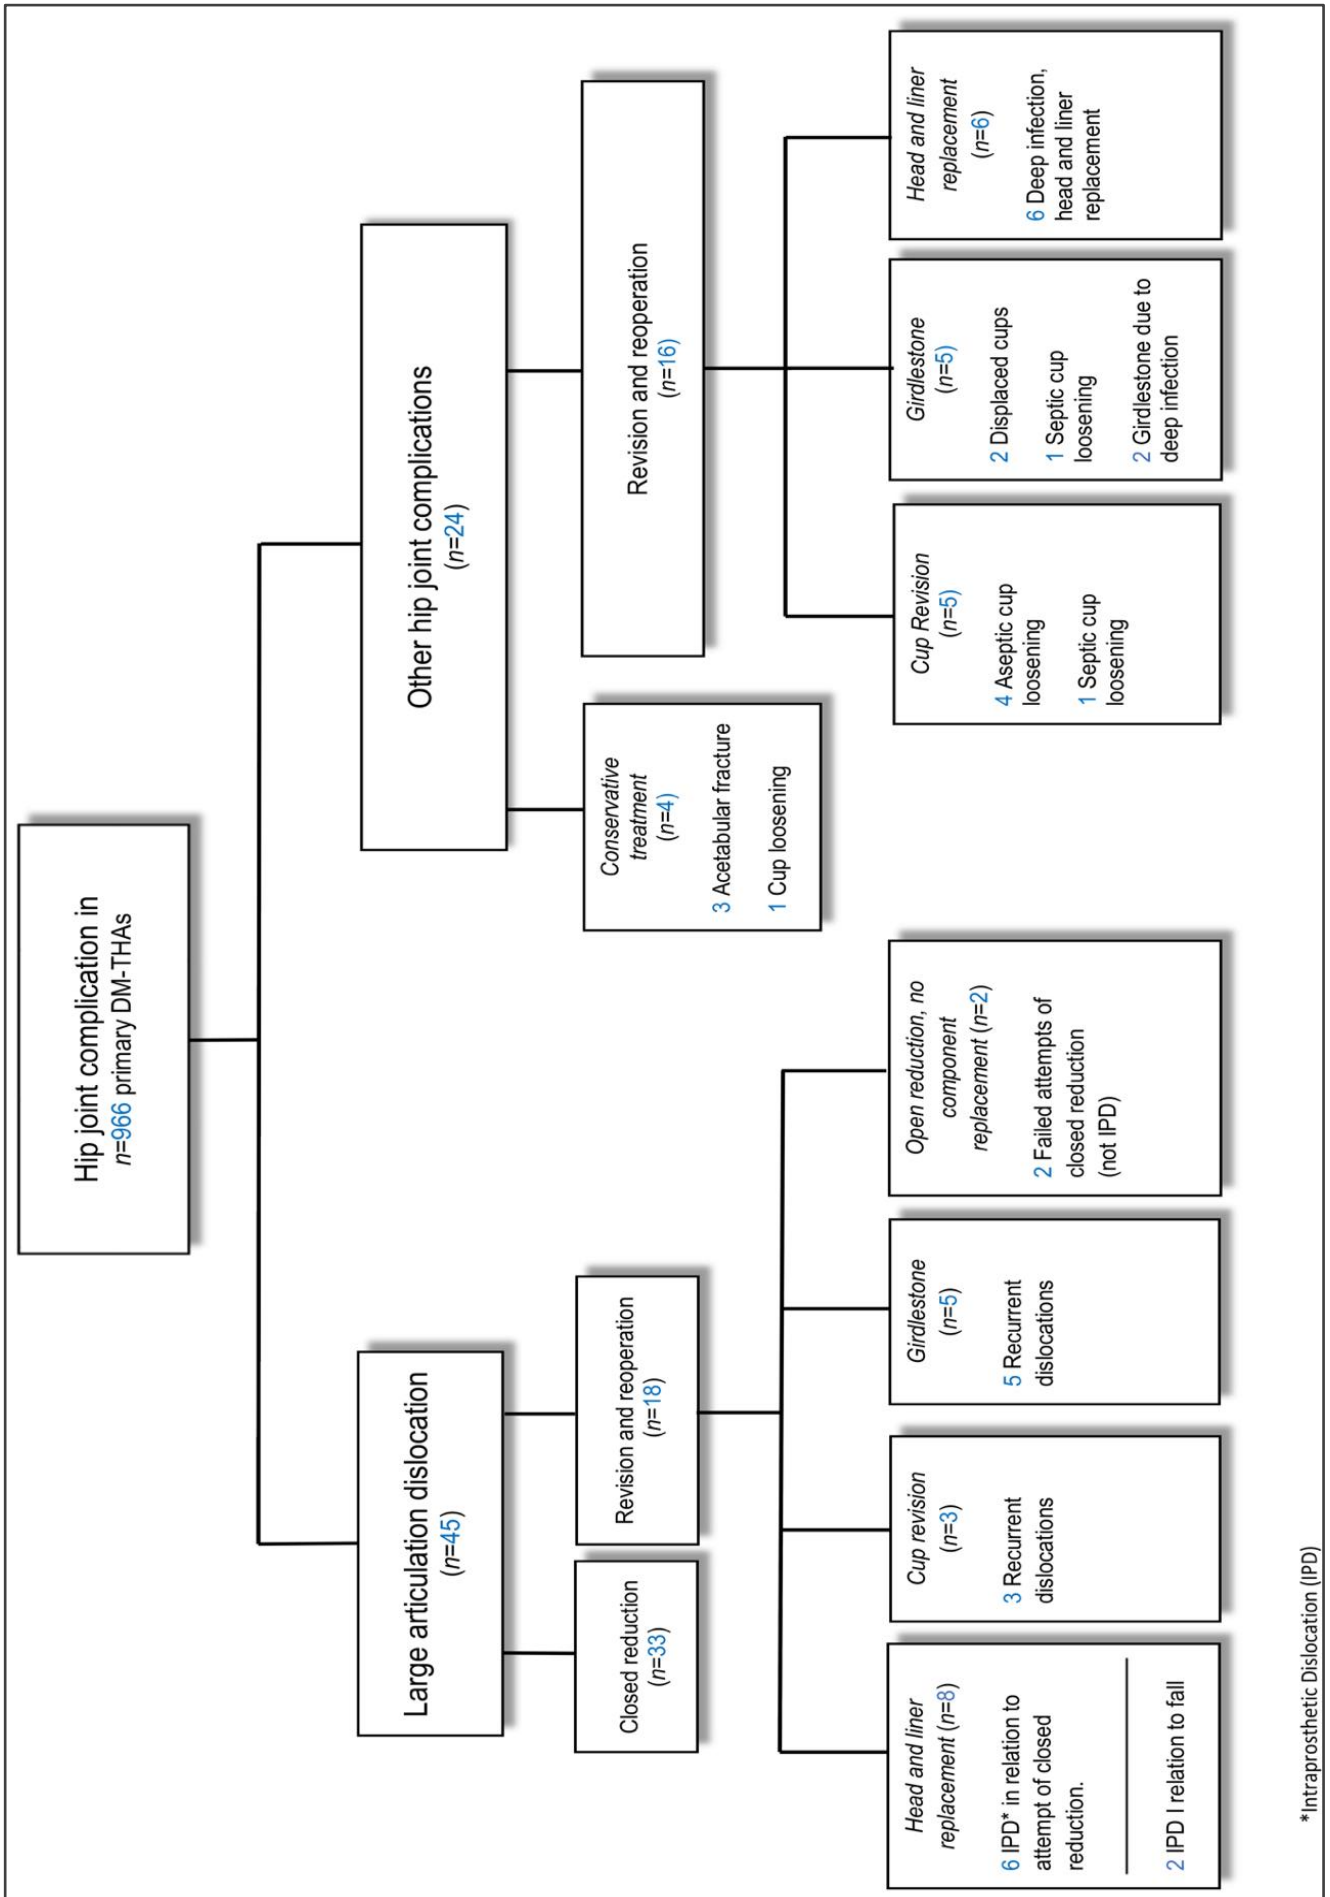 Hip joint complication in
n=966 primary DM-THAs
Large articulation dislocation
(n=45)
Other hip joint complications
(n=24)
Closed reduction
(n=33)
Revision and reoperation
(n=18)
Conservative
treatment
(n=4)
3 Acetabular fracture
1 Cup loosening
Revision and reoperation
(n=16)
Head and liner
replacement (n=8)
6 IPD* in relation to
attempt of closed
reduction.
2 IPD I relation to fall
Cup revision
(n=3)
3 Recurrent
dislocations
Girdlestone
(n=5)
5 Recurrent
dislocations
Open reduction, no
component
replacement (n=2)
2 Failed attempts of
closed reduction
(not IPD)
Cup Revision
(n=5)
4 Aseptic cup
loosening
1 Septic cup
loosening
Girdlestone
(n=5)
2 Displaced cups
1 Septic cup
loosening
2 Girdlestone due to
deep infection
Head and liner
replacement
(n=6)
6 Deep infection,
head and liner
replacement
*Intraprosthetic Dislocation (IPD)